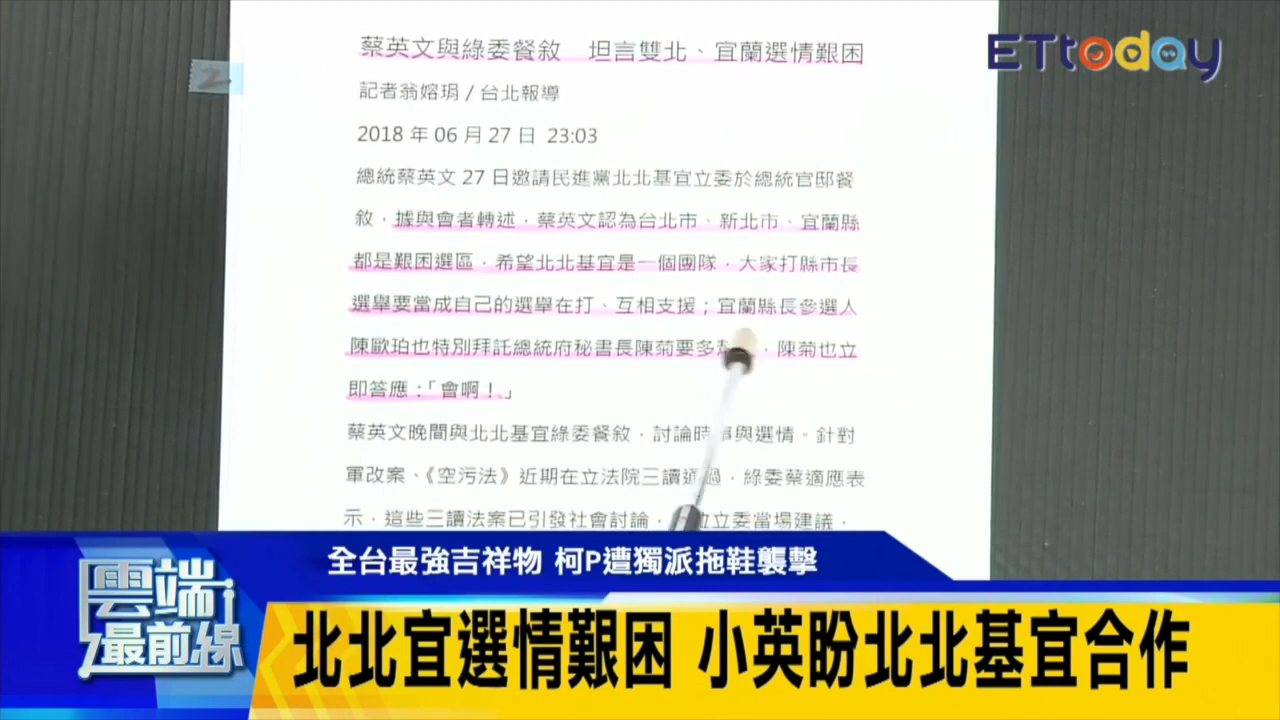 ETtoday
蔡英文與綠委餐敘 坦言雙北、宜蘭選情艱困
記者翁嫆琄/台北報導
2018 年 06 月 27 日 23:03
總統蔡英文 27 日邀請民進黨北北基宜立委於總統官邸餐
敘，據與會者轉述，蔡英文認為台北市、新北市、宜蘭縣
都是艱困選區，希望北北基宜是一個團隊，大家打縣市長
選舉要當成自己的選舉在打、互相支援；宜蘭縣長參選人
陳歐珀也特別拜託總統府秘書長陳菊要多，陳菊也立
即答應：「會啊！」
蔡英文晚間與北北基宜綠委餐敘，討論時事與選情。針對
軍改案、《空污法》近期在立法院三讀通過，綠委蔡適應表
示，這些三讀法案已引發社會討論，立委當場建議，
全台最強吉祥物 柯P遭獨派拖鞋襲擊
雲端最前線
北北宜選情艱困 小英盼北北基宜合作